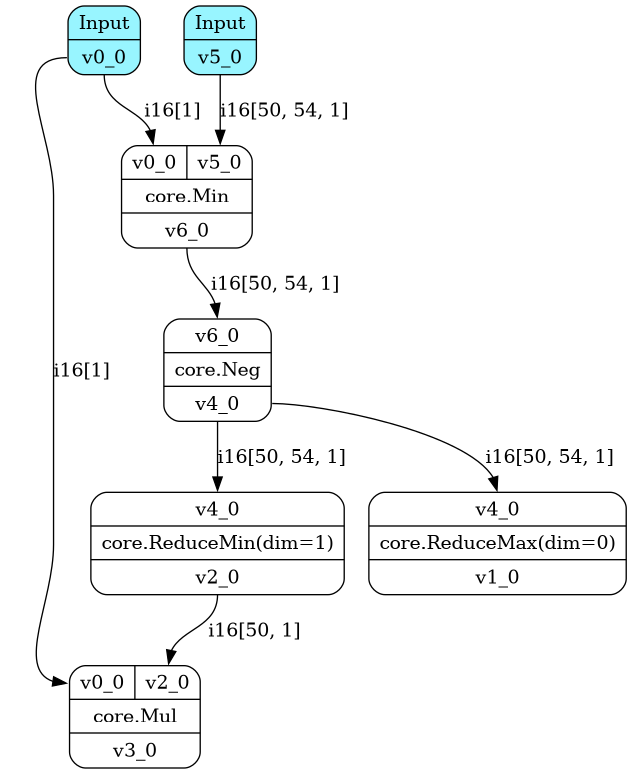 Input
v0_0
Input
v5_0
i16[1]
i16[50, 54, 1]
v0_0
v5_0
core.Min
v6_0
i16[50, 54, 1]
v6_0
core.Neg
v4_0
i16[1]
i16[50, 54, 1]
i16[50, 54, 1]
v4_0
core.ReduceMin(dim=1)
v2_0
v4_0
core.ReduceMax(dim=0)
v1_0
i16[50, 1]
v0_0
v2_0
core.Mul
v3_0